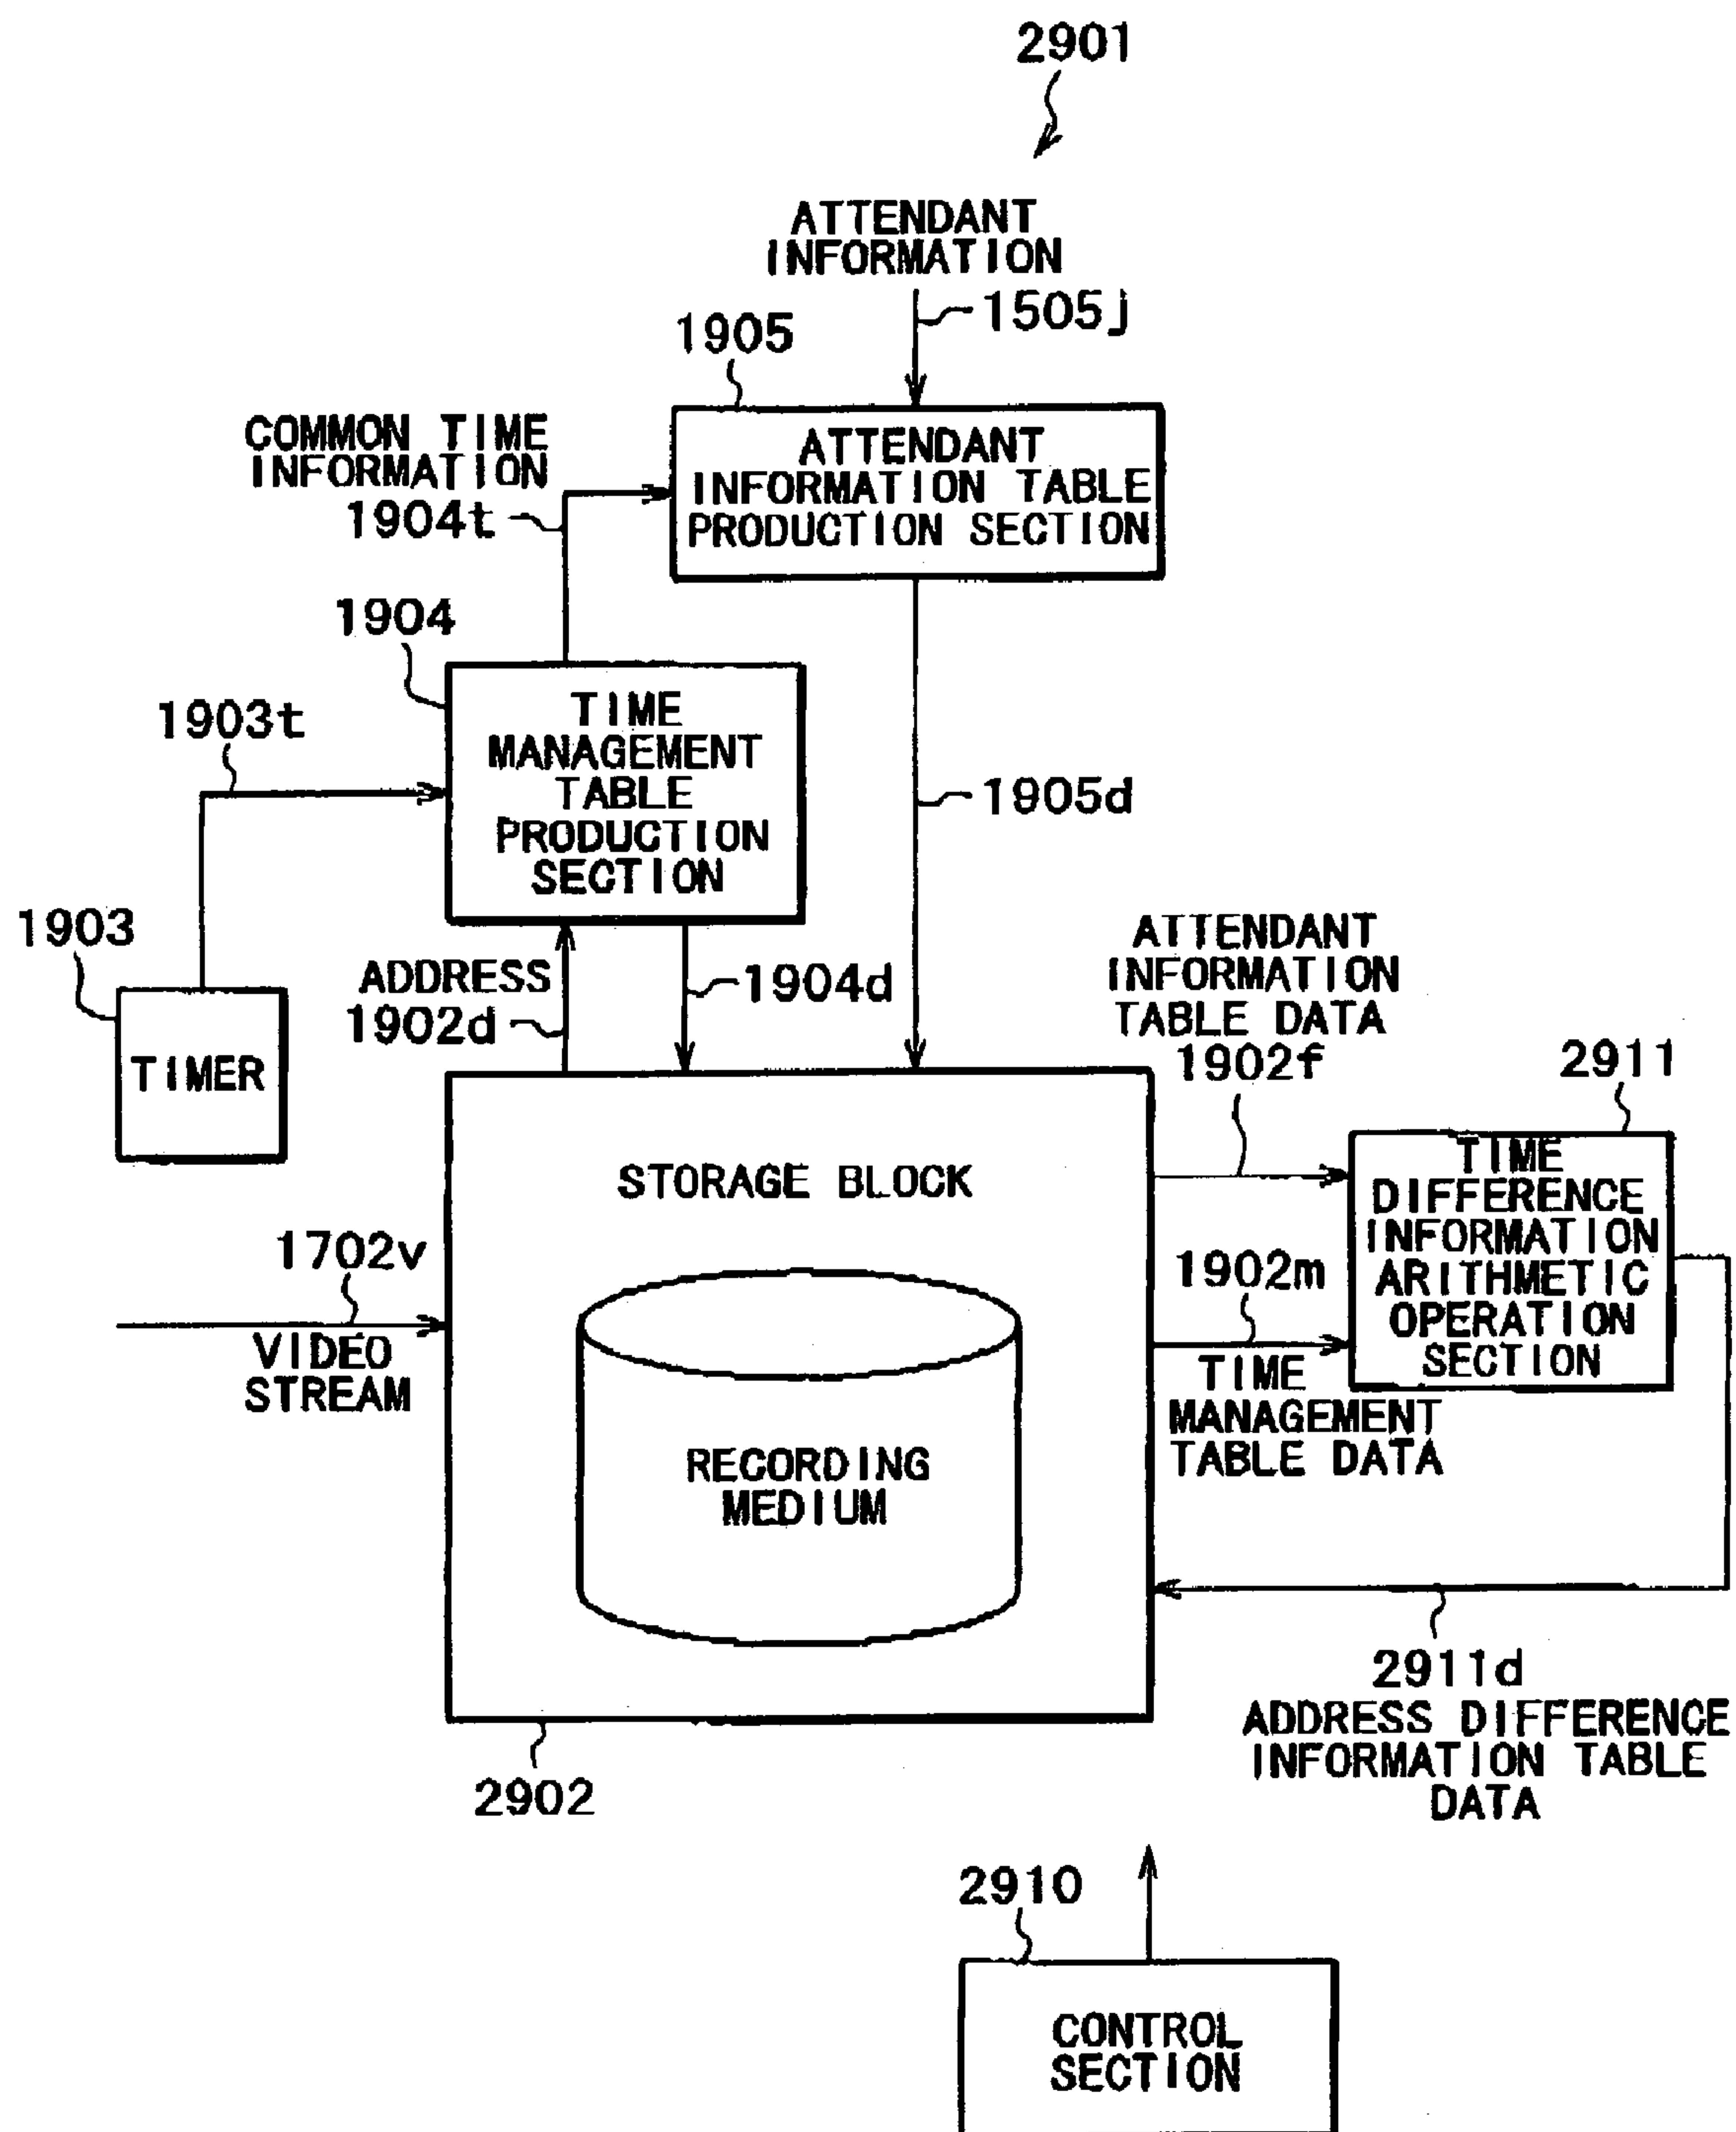 2901
ATTENDANT
INFORMATION
1505j
1905
COMMON TIME
INFORMATION
1904t
ATTENDANT
INFORMATION TABLE
PRODUCTION SECTION
1904
1903t
TIME
MANAGEMENT
TABLE
PRODUCTION
SECTION
1905d
1903
TIMER
ADDRESS
1902d
1904d
ATTENDANT
INFORMATION
TABLE DATA
1902f
2911
STORAGE BLOCK
TIME
DIFFERENCE
INFORMATION
ARITHMETIC
OPERATION
SECTION
1702v
VIDEO
STREAM
1902m
TIME
MANAGEMENT
TABLE DATA
RECORDING
MEDIUM
2911d
ADDRESS DIFFERENCE
INFORMATION TABLE
DATA
2902
2910
CONTROL
SECTION